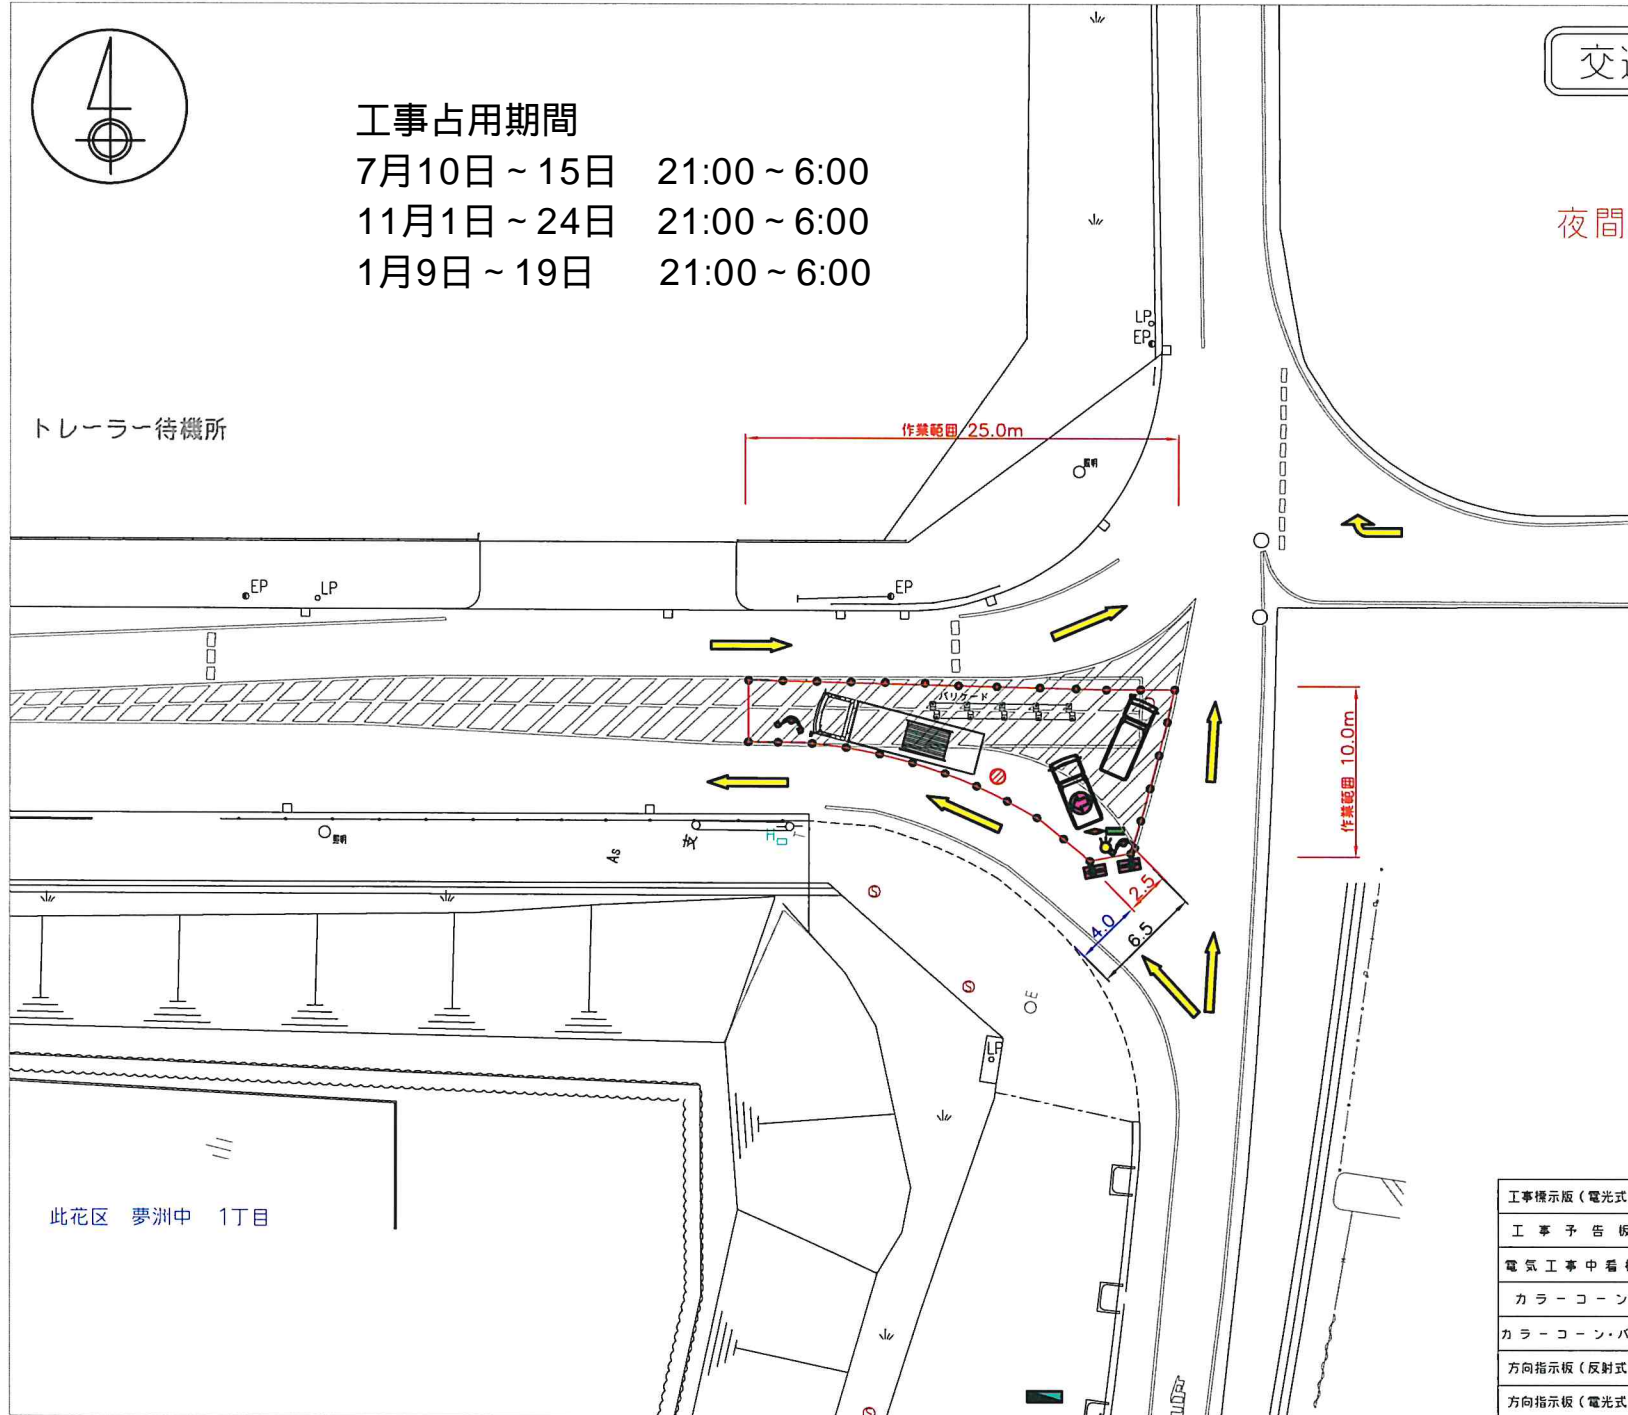 工事占用期間
7月10日～15日 21:00～6:00
11月1日～24日 21:00～6:00
1月9日～19日 21:00～6:00
交
夜間
LP
EP
トレーラー待機所
作業範囲 25.0m
照明
EP
LP
EP
バリケード
作業範囲 10.0m
照明
As
H
2.5
4.0
6.5
S
S
E
LP
此花区 夢洲中 1丁目
S
工事標示版(電光式
工事予告板
電気工事中看
カラーコーン
カラーコーン・バ
方向指示板(反射式
方向指示板(電光式